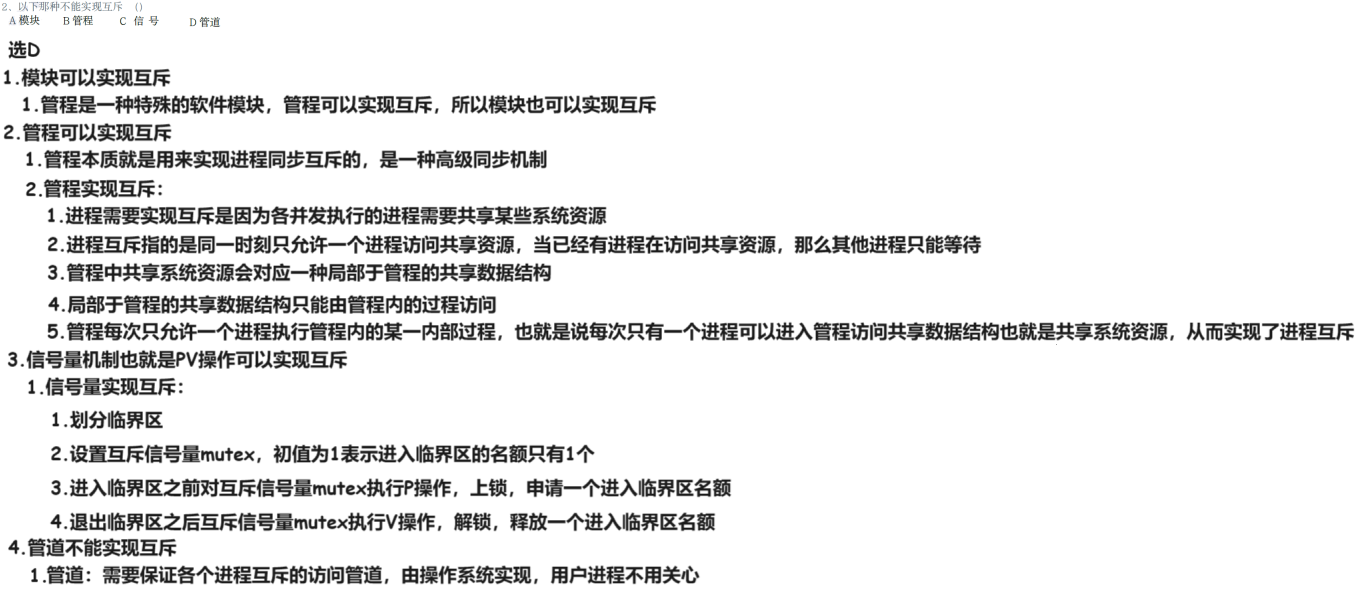 2、以下那种不能实现互斥 （）
A 模块 B 管程 C 信 号 D 管道
选D
1.模块可以实现互斥
1.管程是一种特殊的软件模块，管程可以实现互斥，所以模块也可以实现互斥
2.管程可以实现互斥
1.管程本质就是用来实现进程同步互斥的，是一种高级同步机制
2.管程实现互斥：
1.进程需要实现互斥是因为各并发执行的进程需要共享某些系统资源
2.进程互斥指的是同一时刻只允许一个进程访问共享资源，当已经有进程在访问共享资源，那么其他进程只能等待
3.管程中共享系统资源会对应一种局部于管程的共享数据结构
4.局部于管程的共享数据结构只能由管程内的过程访问
5.管程每次只允许一个进程执行管程内的某一内部过程，也就是说每次只有一个进程可以进入管程访问共享数据结构也就是共享系统资源，从而实现了进程互斥
3.信号量机制也就是PV操作可以实现互斥
1.信号量实现互斥：
1.划分临界区
2.设置互斥信号量mutex，初值为1表示进入临界区的名额只有1个
3.进入临界区之前对互斥信号量mutex执行P操作，上锁，申请一个进入临界区名额
4.退出临界区之后互斥信号量mutex执行V操作，解锁，释放一个进入临界区名额
4.管道不能实现互斥
1.管道：需要保证各个进程互斥的访问管道，由操作系统实现，用户进程不用关心